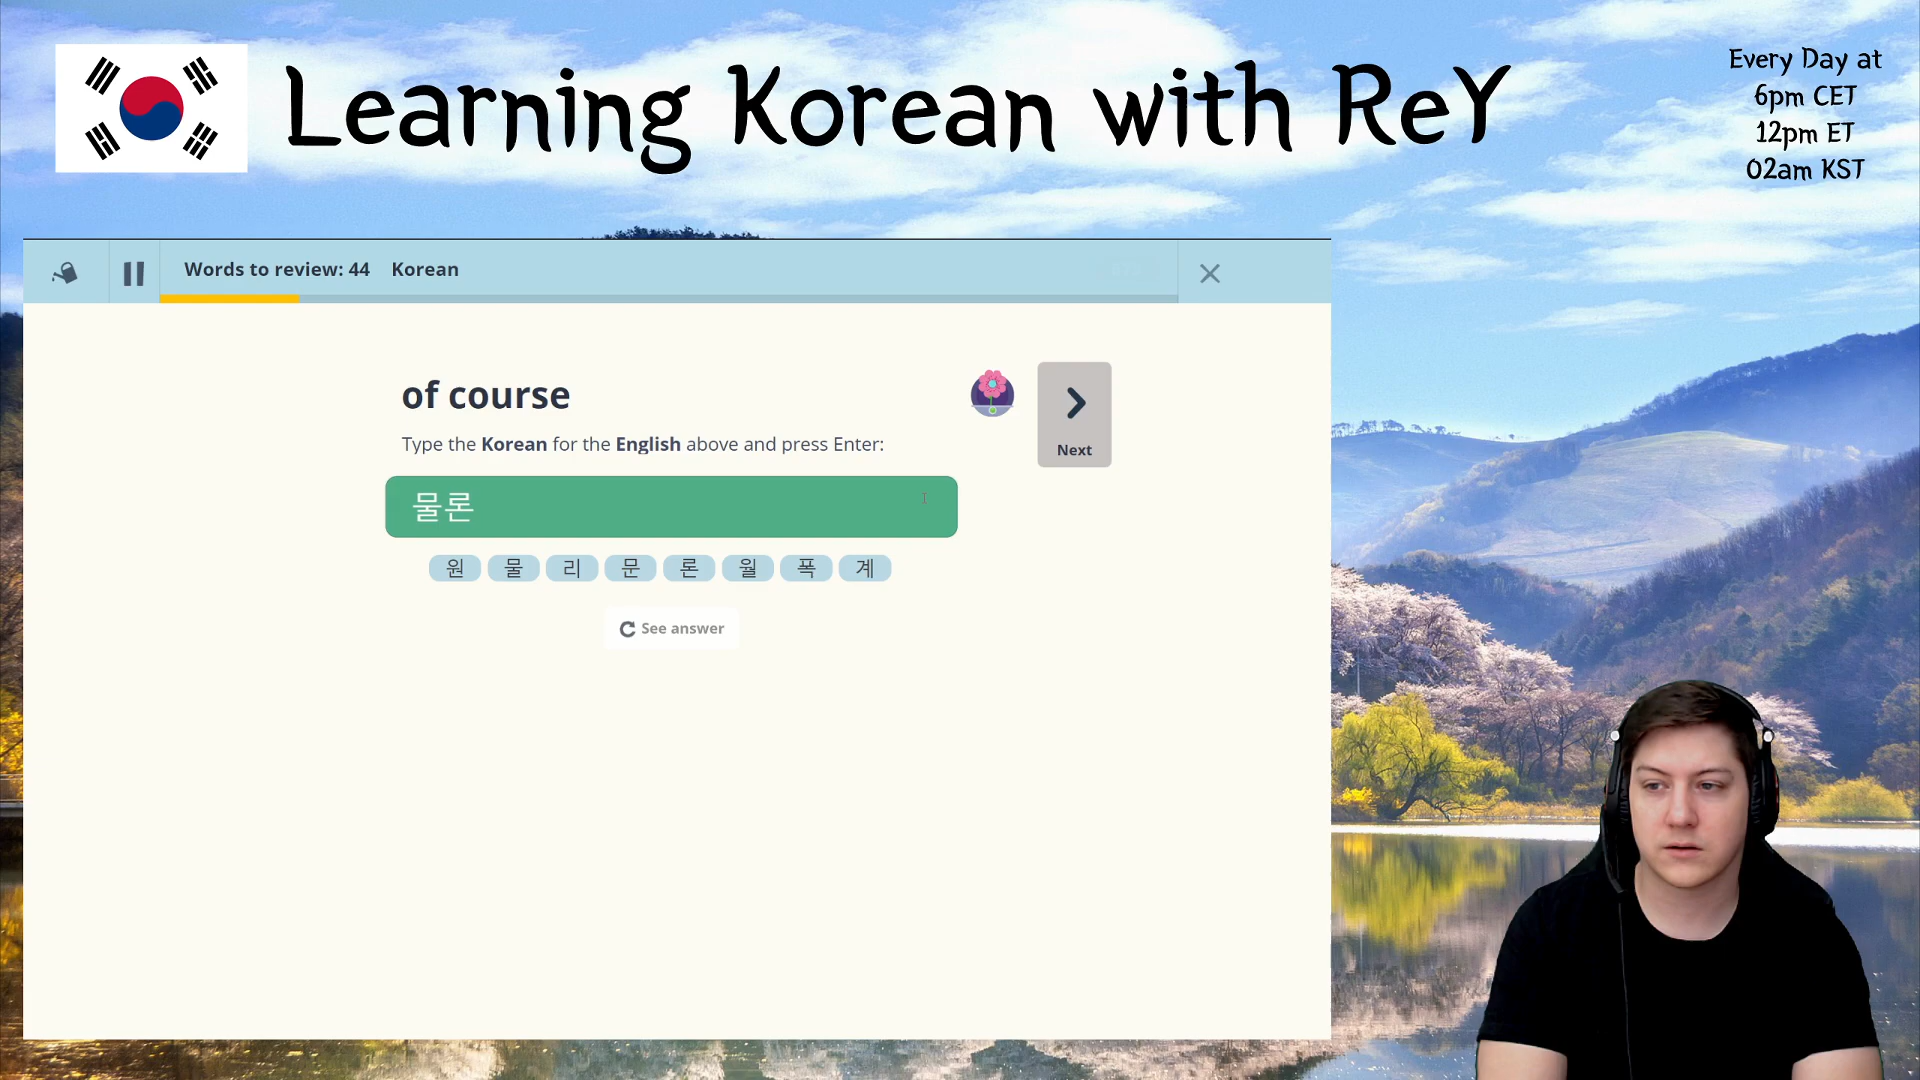 Learning Korean with ReY
Every Day at
6pm CET
12pm ET
02am KST
Words to review: 44 Korean
of course
Type the Korean for the English above and press Enter:
물론
원 물 리 문 론 월 폭 계
See answer
Next